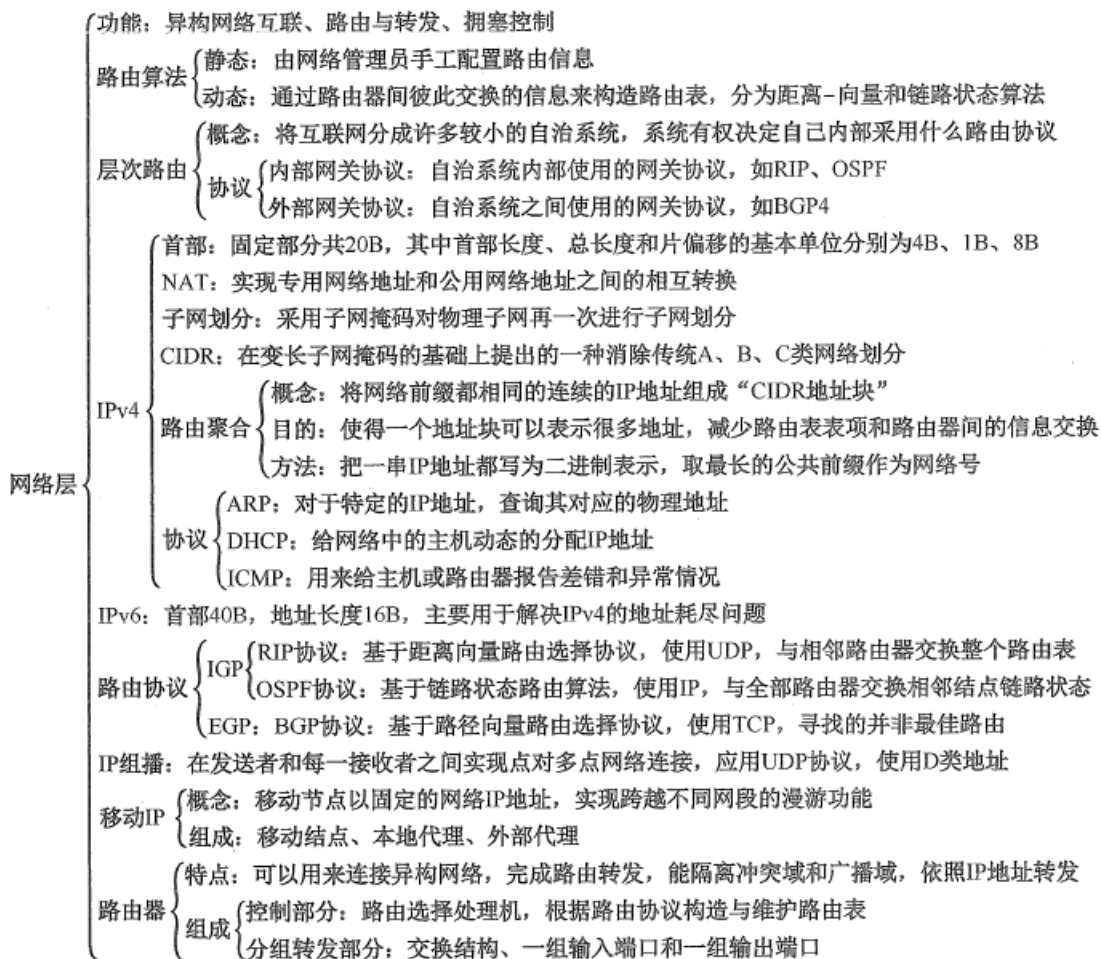 功能：异构网络互联、路由与转发、拥塞控制
路由算法
静态：由网络管理员手工配置路由信息
动态：通过路由器间彼此交换的信息来构造路由表，分为距离-向量和链路状态算法
层次路由
概念：将互联网分成许多较小的自治系统，系统有权决定自己内部采用什么路由协议
协议
内部网关协议：自治系统内部使用的网关协议，如RIP、OSPF
外部网关协议：自治系统之间使用的网关协议，如BGP4
首部：固定部分共20B，其中首部长度、总长度和片偏移的基本单位分别为4B、1B、8B
NAT：实现专用网络地址和公用网络地址之间的相互转换
子网划分：采用子网掩码对物理子网再一次进行子网划分
CIDR：在变长子网掩码的基础上提出的一种消除传统A、B、C类网络划分
IPv4
路由聚合
概念：将网络前缀都相同的连续的IP地址组成“CIDR地址块”
目的：使得一个地址块可以表示很多地址，减少路由表表项和路由器间的信息交换
方法：把一串IP地址都写为二进制表示，取最长的公共前缀作为网络号
网络层
协议
ARP：对于特定的IP地址，查询其对应的物理地址
DHCP：给网络中的主机动态的分配IP地址
ICMP：用来给主机或路由器报告差错和异常情况
IPv6：首部40B，地址长度16B，主要用于解决IPv4的地址耗尽问题
路由协议
IGP
RIP协议：基于距离向量路由选择协议，使用UDP，与相邻路由器交换整个路由表
OSPF协议：基于链路状态路由算法，使用IP，与全部路由器交换相邻结点链路状态
EGP：BGP协议：基于路径向量路由选择协议，使用TCP，寻找的并非最佳路由
IP组播：在发送者和每一接收者之间实现点对多点网络连接，应用UDP协议，使用D类地址
移动IP
概念：移动节点以固定的网络IP地址，实现跨越不同网段的漫游功能
组成：移动结点、本地代理、外部代理
路由器
特点：可以用来连接异构网络，完成路由转发，能隔离冲突域和广播域，依照IP地址转发
组成
控制部分：路由选择处理机，根据路由协议构造与维护路由表
分组转发部分：交换结构、一组输入端口和一组输出端口